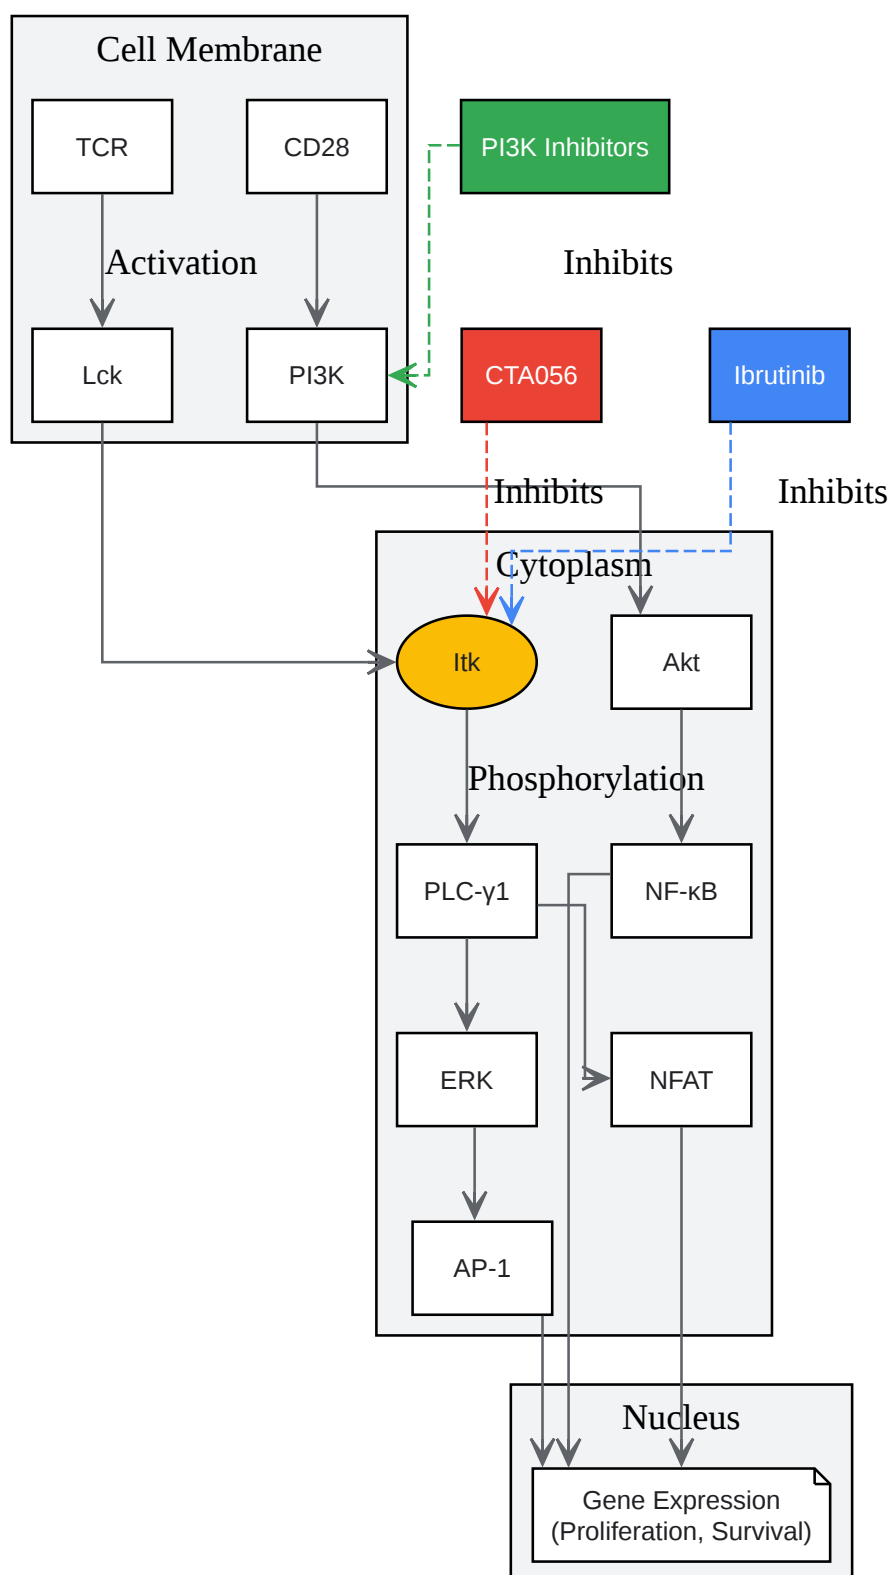 Cell Membrane
TCR
CD28
PI3K Inhibitors
Activation
Inhibits
Lck
PI3K
CTA056
Ibrutinib
Inhibits
Inhibits
Cytoplasm
Itk
Akt
Phosphorylation
PLC-γ1
NF-κB
ERK
NFAT
AP-1
Nucleus
Gene Expression
(Proliferation, Survival)